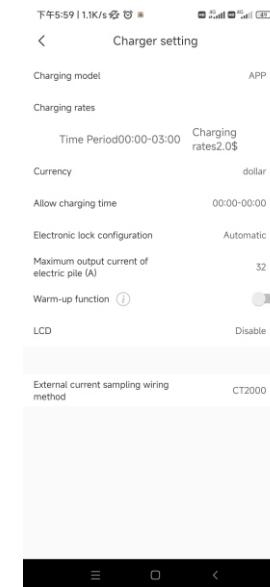 下午5:59 | 1.1K/s
Charger setting
Charging model APP
Charging rates
Time Period00:00-03:00 Charging
rates2.0$
Currency dollar
Allow charging time 00:00-00:00
Electronic lock configuration Automatic
Maximum output current of
electric pile (A) 32
Warm-up function i
LCD Disable
External current sampling wiring
method CT2000